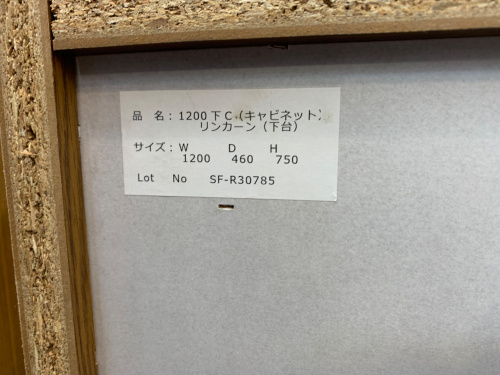 品 名：1200下C（キャビネット）
リンカーン（下台）
サイズ：W D H
1200 460 750
Lot No SF-R30785